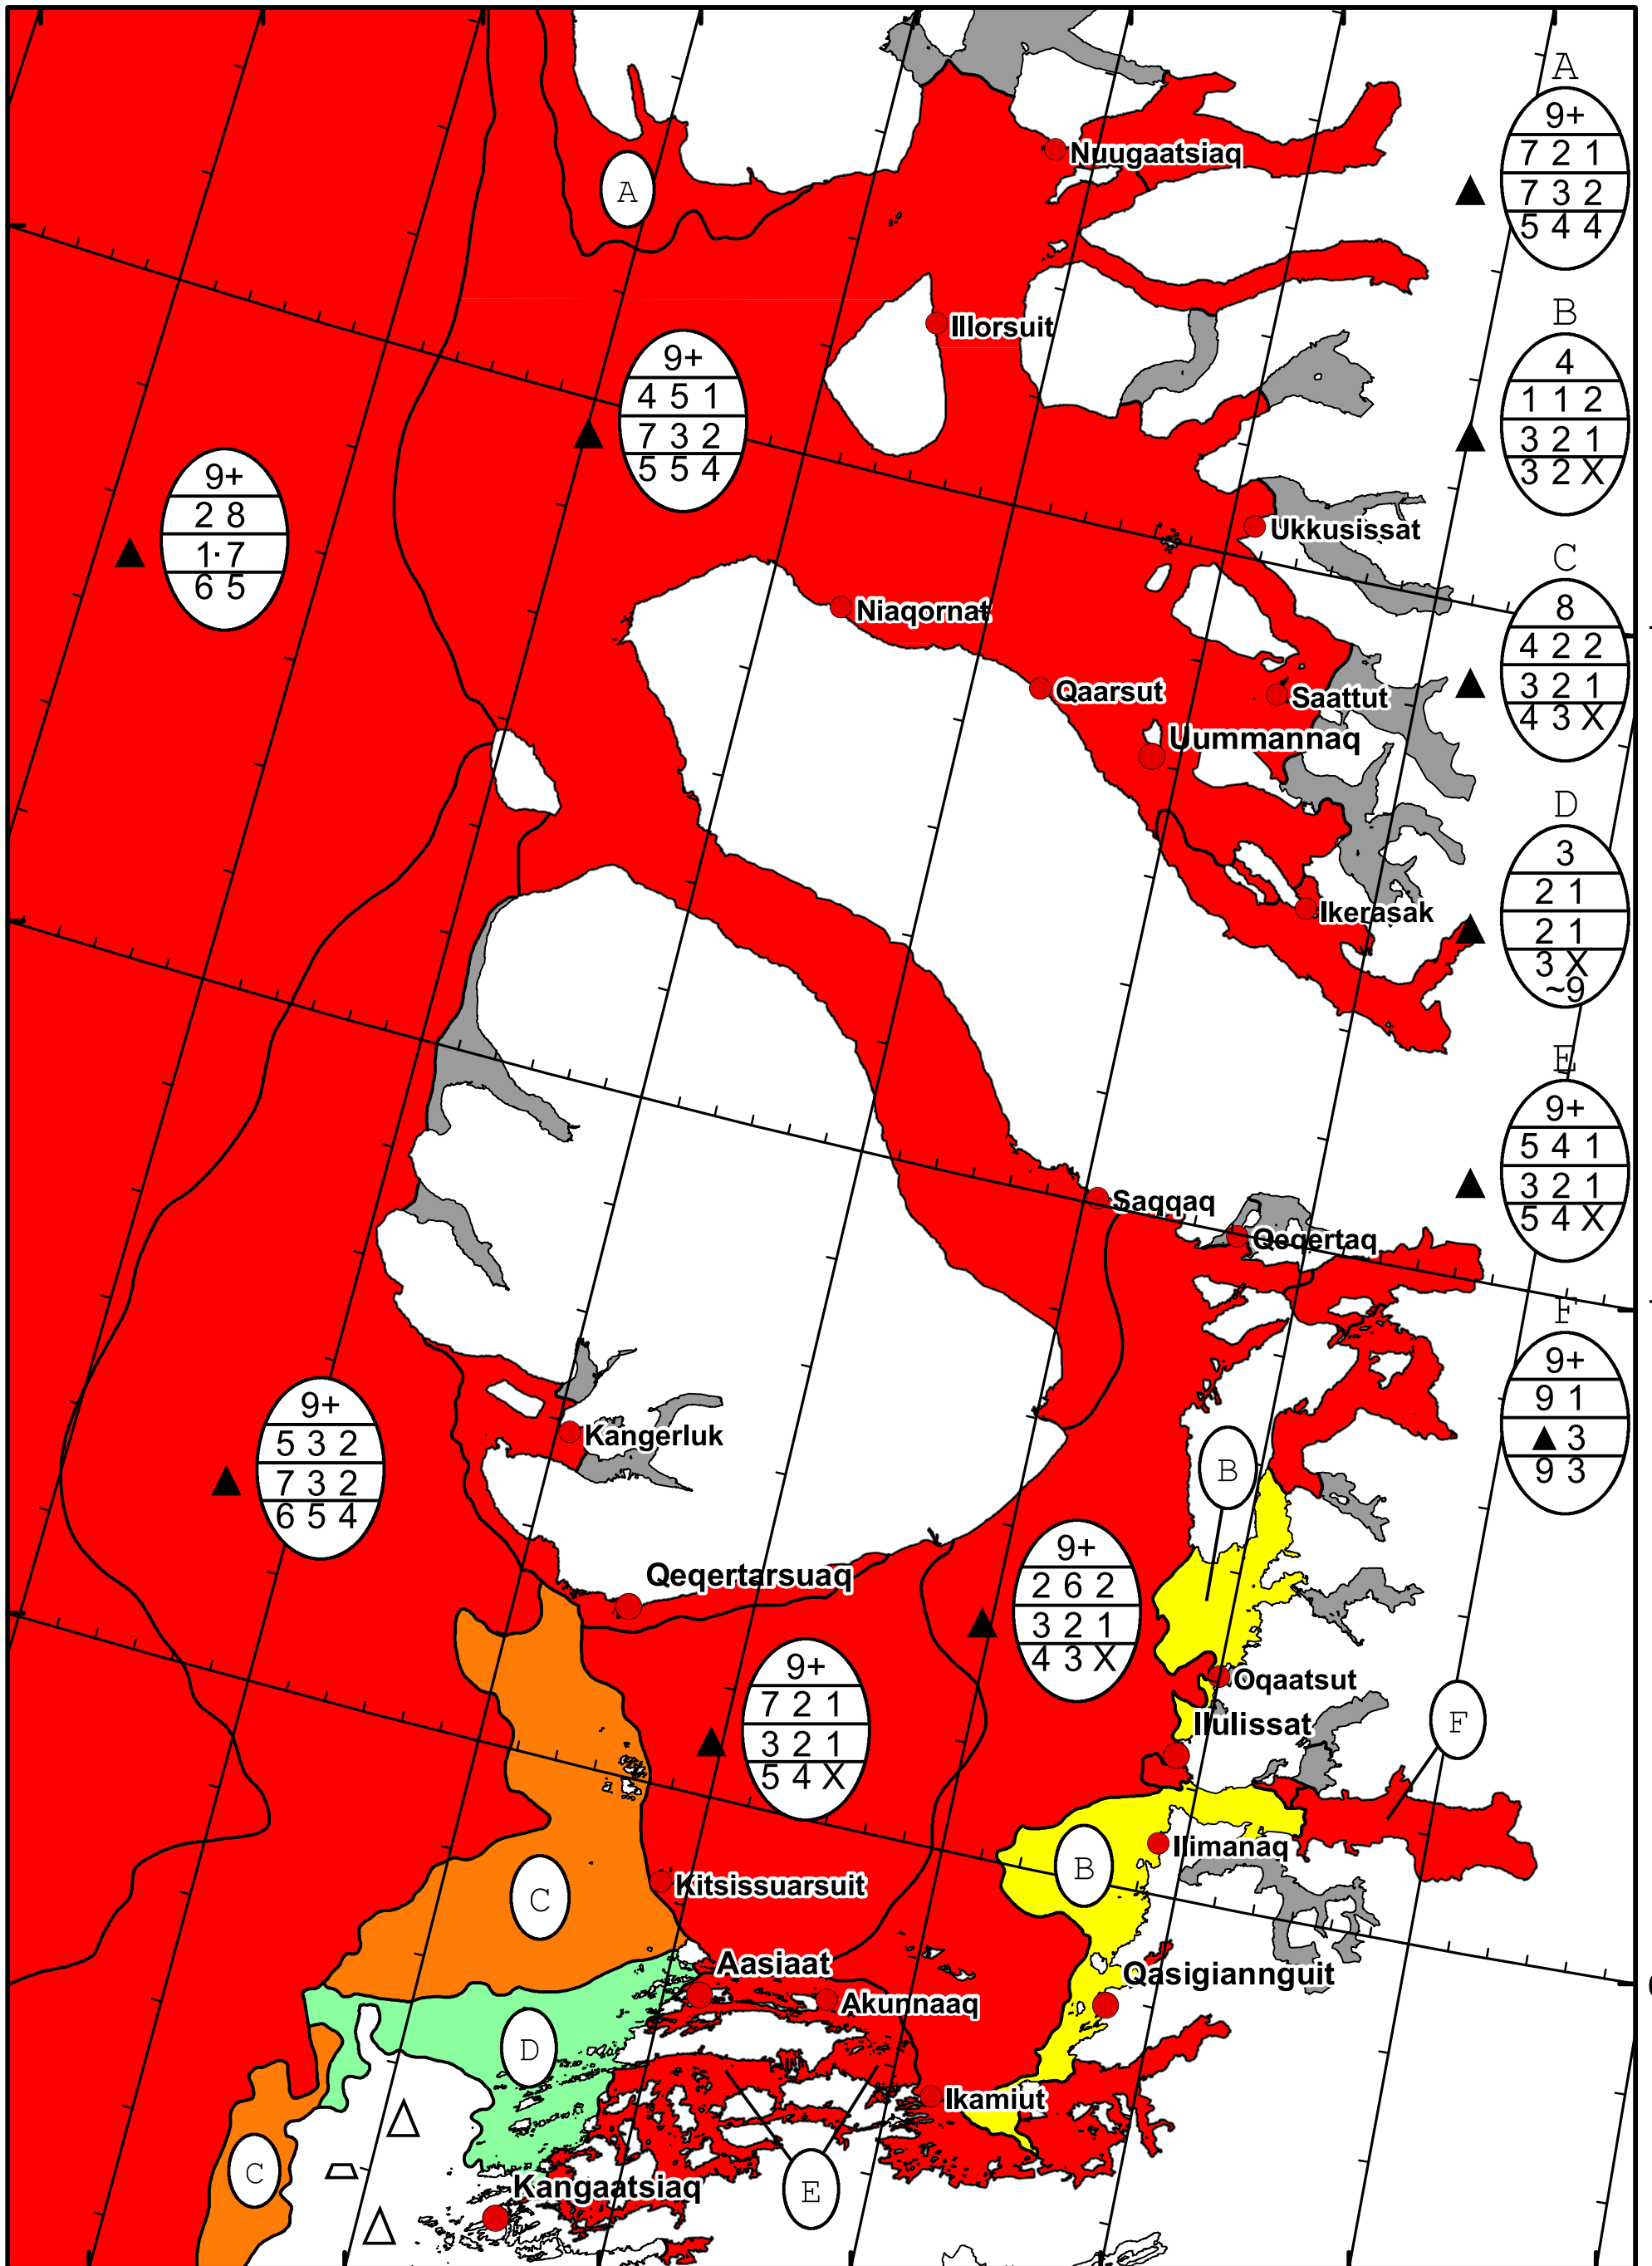 A
9+
7 2 1
7 3 2
5 4 4
B
4
1 1 2
3 2 1
3 2 X
C
8
4 2 2
3 2 1
4 3 X
D
3
2 1
2 1
3 X
~9
E
9+
5 4 1
3 2 1
5 4 X
F
9+
9 1
▲ 3
9 3
A
Nuugaatsiaq
Illorsuit
9+
4 5 1
7 3 2
5 5 4
9+
2 8
1· 7
6 5
Ukkusissat
Niaqornat
Qaarsut
Saattut
Uummannaq
Ikerasak
Saqqaq
Qeqertaq
Kangerluk
9+
5 3 2
7 3 2
6 5 4
B
Qeqertarsuaq
9+
2 6 2
3 2 1
4 3 X
9+
7 2 1
3 2 1
5 4 X
Oqaatsut
Ilulissat
F
Ilimanaq
B
Kitsissuarsuit
C
Aasiaat
Qasigiannguit
Akunnaaq
D
Ikamiut
C
Kangaatsiaq
E